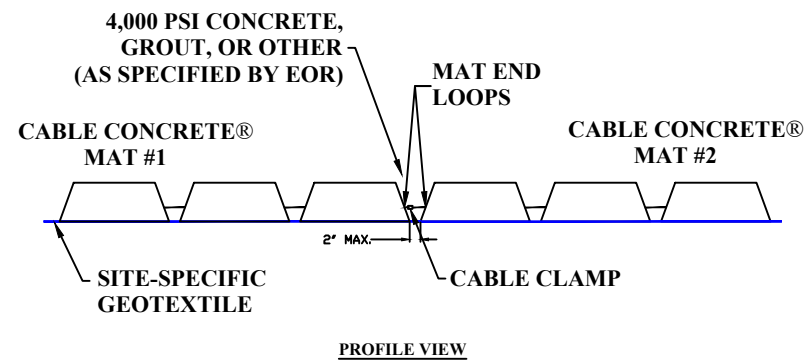 4,000 PSI CONCRETE,
GROUT, OR OTHER
(AS SPECIFIED BY EOR)
MAT END
LOOPS
CABLE CONCRETE®
MAT #1
CABLE CONCRETE®
MAT #2
2" MAX.
SITE-SPECIFIC
GEOTEXTILE
CABLE CLAMP
PROFILE VIEW